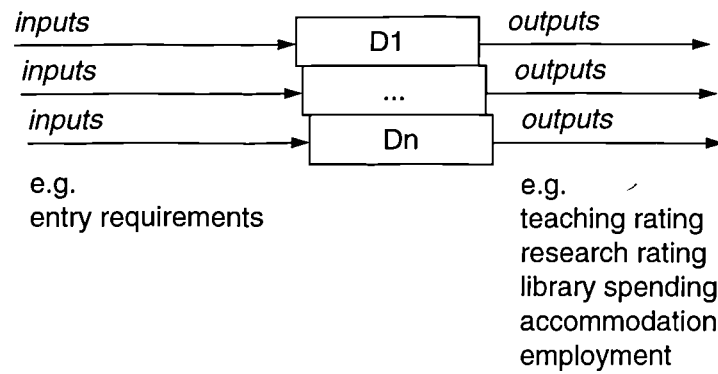 inputs D1 outputs
inputs ... outputs
inputs Dn outputs
e.g. e.g.
entry requirements teaching rating
research rating
library spending
accommodation
employment